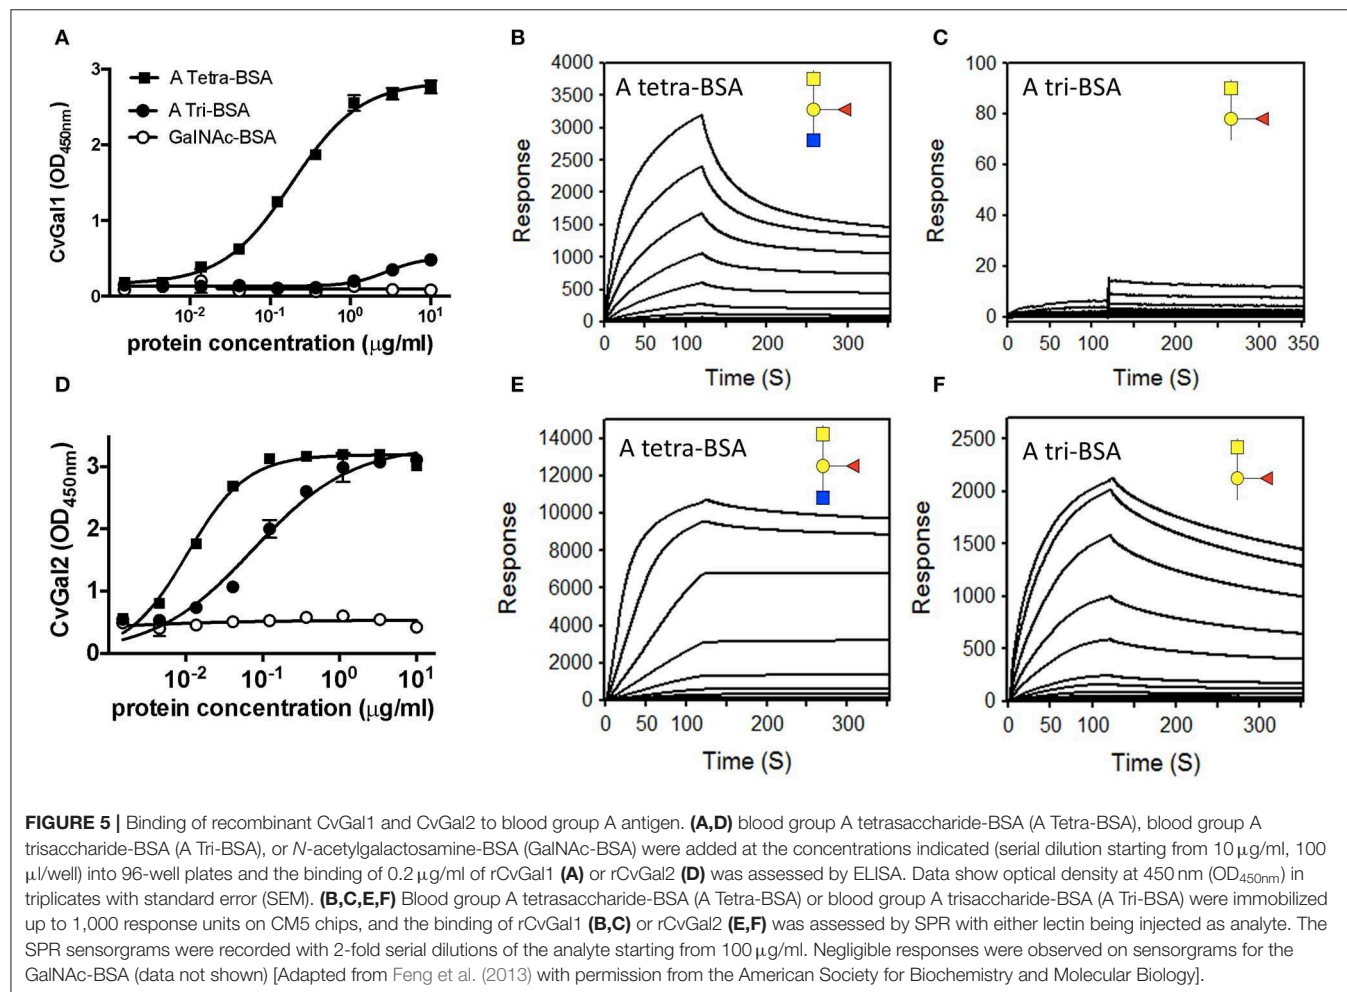 A
3
2
1
0
CvGal1 (OD450nm)
A Tetra-BSA
A Tri-BSA
GalNAc-BSA
10-2 10-1 100 101
protein concentration (μg/ml)
B
A tetra-BSA
4000
3500
3000
2500
2000
1500
1000
500
0
Response
0 50 100 200 300
Time (S)
C
A tri-BSA
100
80
60
40
20
0
Response
0 50 100 200 300 350
Time (S)
D
3
2
1
0
CvGal2 (OD450nm)
10-2 10-1 100 101
protein concentration (μg/ml)
E
A tetra-BSA
14000
12000
10000
8000
6000
4000
2000
0
Response
0 50 100 200 300
Time (S)
F
A tri-BSA
2500
2000
1500
1000
500
0
Response
0 50 100 200 300
Time (S)
FIGURE 5 | Binding of recombinant CvGal1 and CvGal2 to blood group A antigen. (A,D) blood group A tetrasaccharide-BSA (A Tetra-BSA), blood group A
trisaccharide-BSA (A Tri-BSA), or N-acetylgalactosamine-BSA (GalNAc-BSA) were added at the concentrations indicated (serial dilution starting from 10 μg/ml, 100
μl/well) into 96-well plates and the binding of 0.2 μg/ml of rCvGal1 (A) or rCvGal2 (D) was assessed by ELISA. Data show optical density at 450 nm (OD450nm) in
triplicates with standard error (SEM). (B,C,E,F) Blood group A tetrasaccharide-BSA (A Tetra-BSA) or blood group A trisaccharide-BSA (A Tri-BSA) were immobilized
up to 1,000 response units on CM5 chips, and the binding of rCvGal1 (B,C) or rCvGal2 (E,F) was assessed by SPR with either lectin being injected as analyte. The
SPR sensorgrams were recorded with 2-fold serial dilutions of the analyte starting from 100 μg/ml. Negligible responses were observed on sensorgrams for the
GalNAc-BSA (data not shown) [Adapted from Feng et al. (2013) with permission from the American Society for Biochemistry and Molecular Biology].